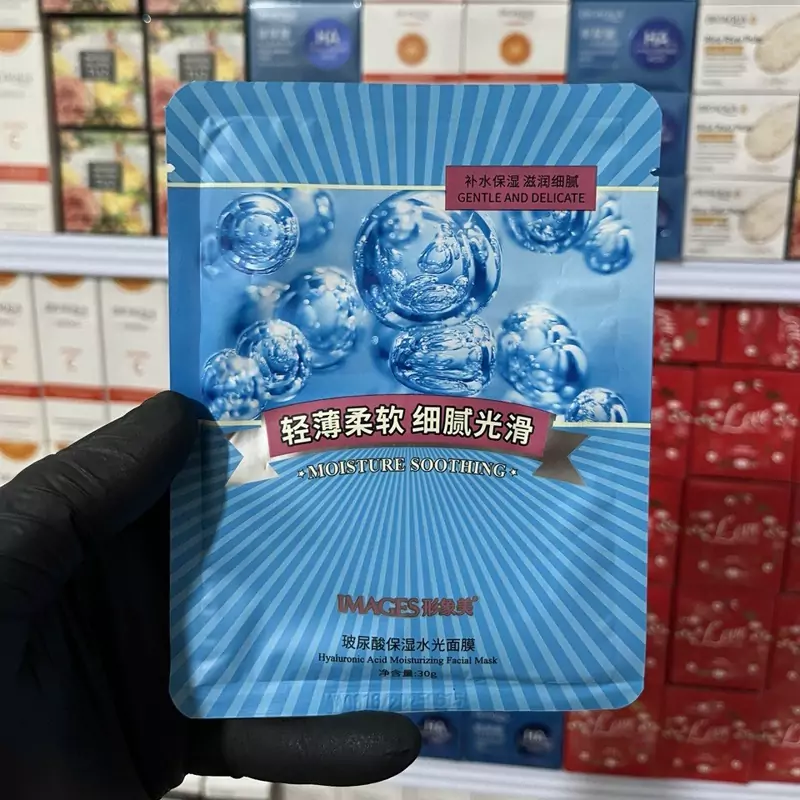 补水保湿 滋润细腻
GENTLE AND DELICATE
轻薄柔软 细腻光滑
MOISTURE SOOTHING
IMAGES 形象美®
玻尿酸保湿水光面膜
Hyaluronic Acid Moisturizing Facial Mask
净含量:30g